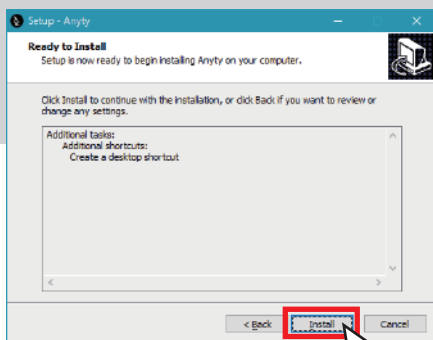 Setup - Anyty
Ready to Install
Setup is now ready to begin installing Anyty on your computer.
Click Install to continue with the installation, or click Back if you want to review or
change any settings.
Additional tasks:
Additional shortcuts:
Create a desktop shortcut
< Back
Install
Cancel